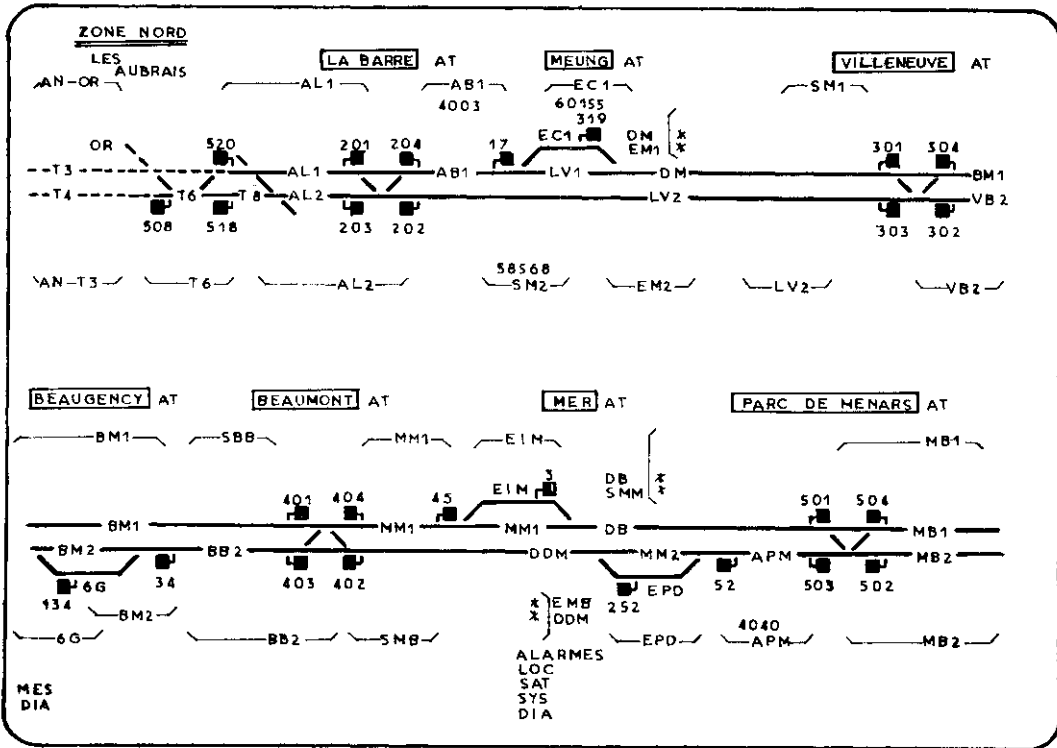 ZONE NORD
LES AUBRAIS
LA BARRE AT MEUNG AT VILLENEUVE AT
AN-OR AL1 AB1 EC1 SM1
4003 60155
319
OR 520 201 204 17 EC1 DM * 301 304
EM1 *
T3 AL1 AB1 LV1 DM BM1
T4 T6 T8 AL2 LV2 VB2
508 518 203 202 303 302
58568
AN-T3 T6 AL2 SM2 EM2 LV2 VB2
BEAUGENCY AT BEAUMONT AT MER AT PARC DE MENARS AT
BM1 SBB MM1 EIM MB1
401 404 45 EIM 3 DB * 501 504
SMM *
BM1 MM1 MM1 DB MB1
BM2 BB2 DDM MM2 APM MB2
434 6G 34 403 402 252 EPD 52 503 502
BM2 * EMB
* DDM
4040
6G BB2 SMB EPD APM MB2
ALARMES
LOC
SAT
SYS
DIA
MES
DIA